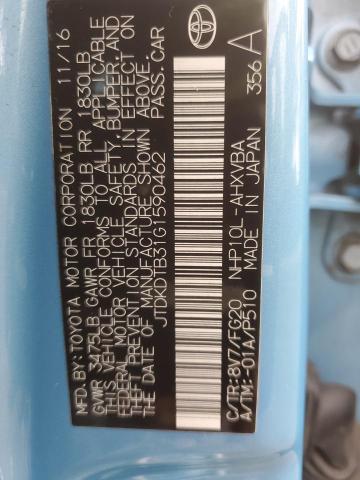 MFD. BY: TOYOTA MOTOR CORPORATION 11/16
GVWR 3475LB GAWR FR 1830LB RR 1830LB
THIS VEHICLE CONFORMS TO ALL APPLICABLE
FEDERAL MOTOR VEHICLE SAFETY, BUMPER, AND
THEFT PREVENTION STANDARDS IN EFFECT ON
THE DATE OF MANUFACTURE SHOWN ABOVE.
JTDKDTB31G1590462 PASS. CAR
C/TR: 8V7/FG20 NHP10L-AHXVBA 356 A
A/TM: -01A/P510 MADE IN JAPAN